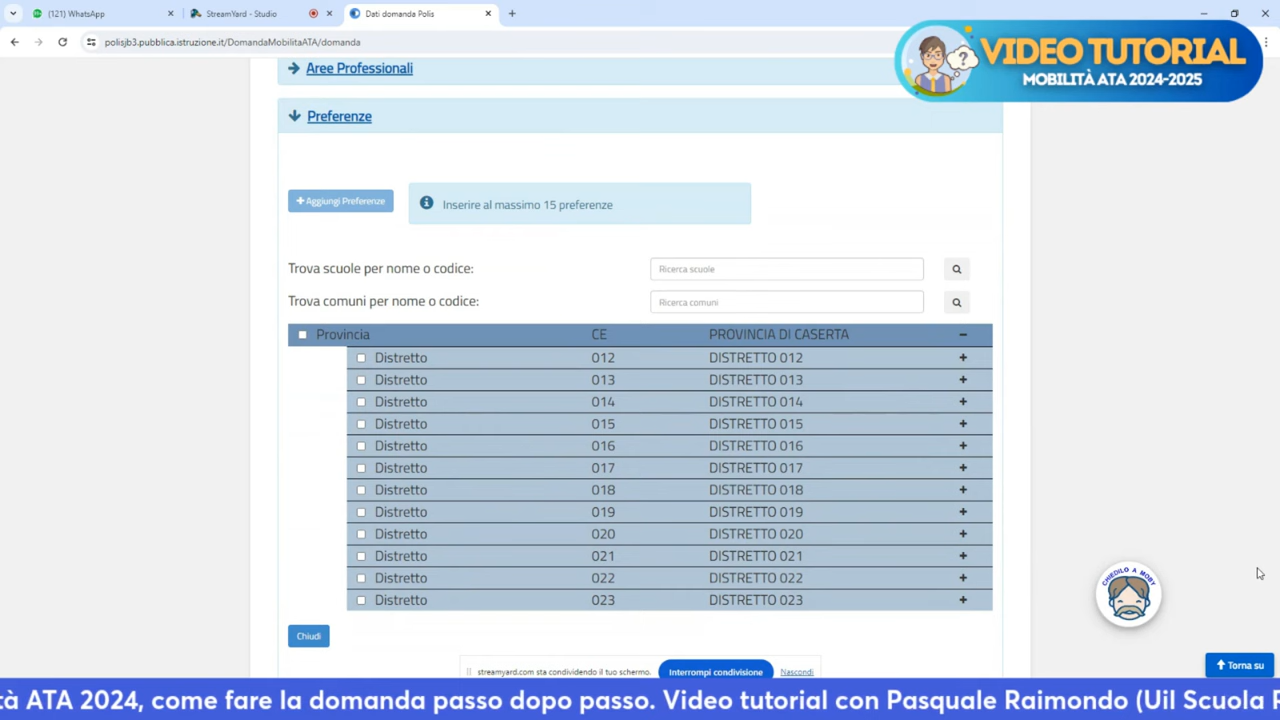 (121) WhatsApp
StreamYard - Studio
Dati domanda Polis
polisjb3.pubblica.istruzione.it/DomandaMobilitaATA/domanda
VIDEO TUTORIAL
MOBILITÀ ATA 2024-2025
Aree Professionali
Preferenze
+ Aggiungi Preferenze
Inserire al massimo 15 preferenze
Trova scuole per nome o codice:
Ricerca scuole
Trova comuni per nome o codice:
Ricerca comuni
Provincia CE PROVINCIA DI CASERTA −
Distretto 012 DISTRETTO 012 +
Distretto 013 DISTRETTO 013 +
Distretto 014 DISTRETTO 014 +
Distretto 015 DISTRETTO 015 +
Distretto 016 DISTRETTO 016 +
Distretto 017 DISTRETTO 017 +
Distretto 018 DISTRETTO 018 +
Distretto 019 DISTRETTO 019 +
Distretto 020 DISTRETTO 020 +
Distretto 021 DISTRETTO 021 +
Distretto 022 DISTRETTO 022 +
Distretto 023 DISTRETTO 023 +
CHIEDILO A MOBY
Chiudi
Torna su
streamyard.com sta condividendo il tuo schermo. Interrompi condivisione Nascondi
tà ATA 2024, come fare la domanda passo dopo passo. Video tutorial con Pasquale Raimondo (Uil Scuola